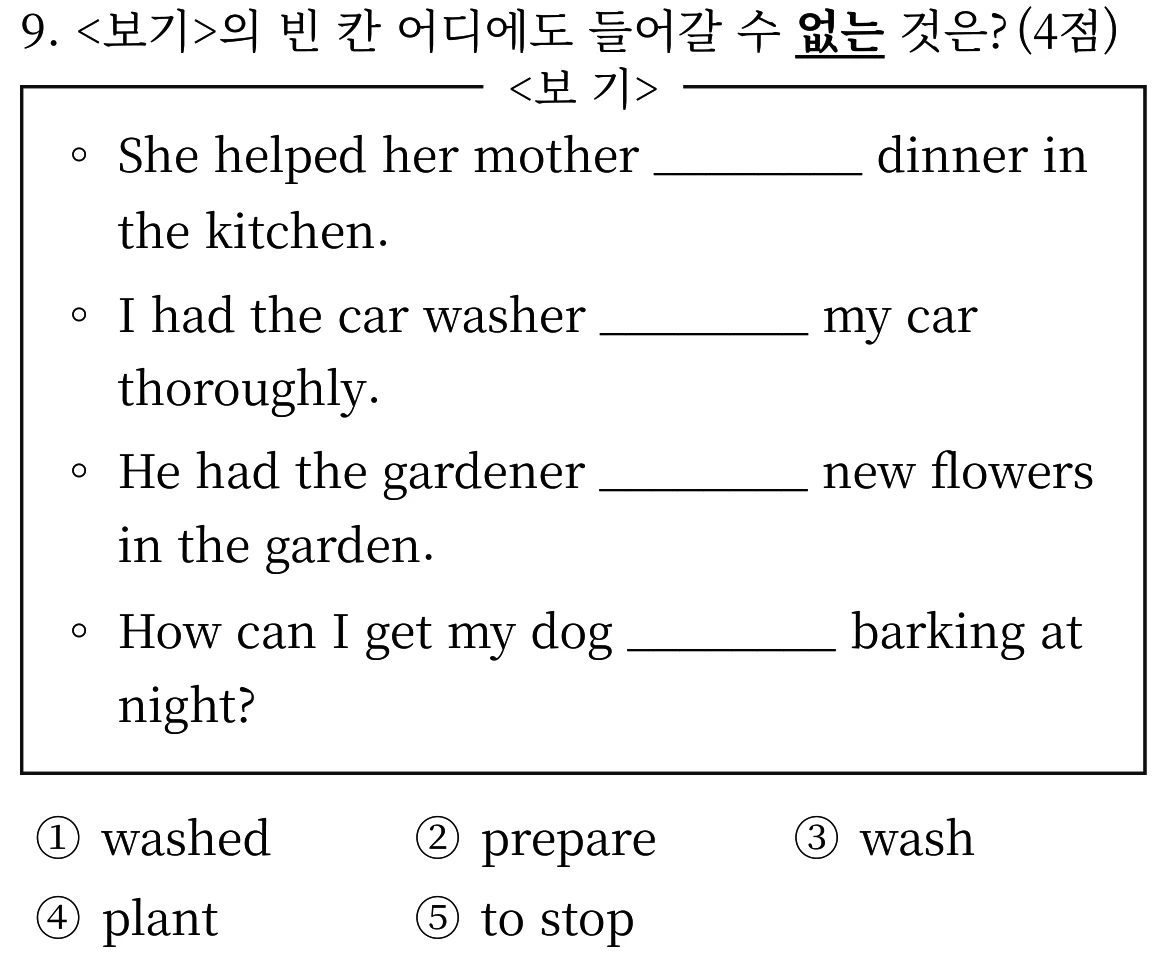 9. <보기>의 빈 칸 어디에도 들어갈 수 없는 것은?(4점)
<보 기>
◦ She helped her mother ________ dinner in
the kitchen.
◦ I had the car washer ________ my car
thoroughly.
◦ He had the gardener ________ new flowers
in the garden.
◦ How can I get my dog ________ barking at
night?
① washed ② prepare ③ wash
④ plant ⑤ to stop